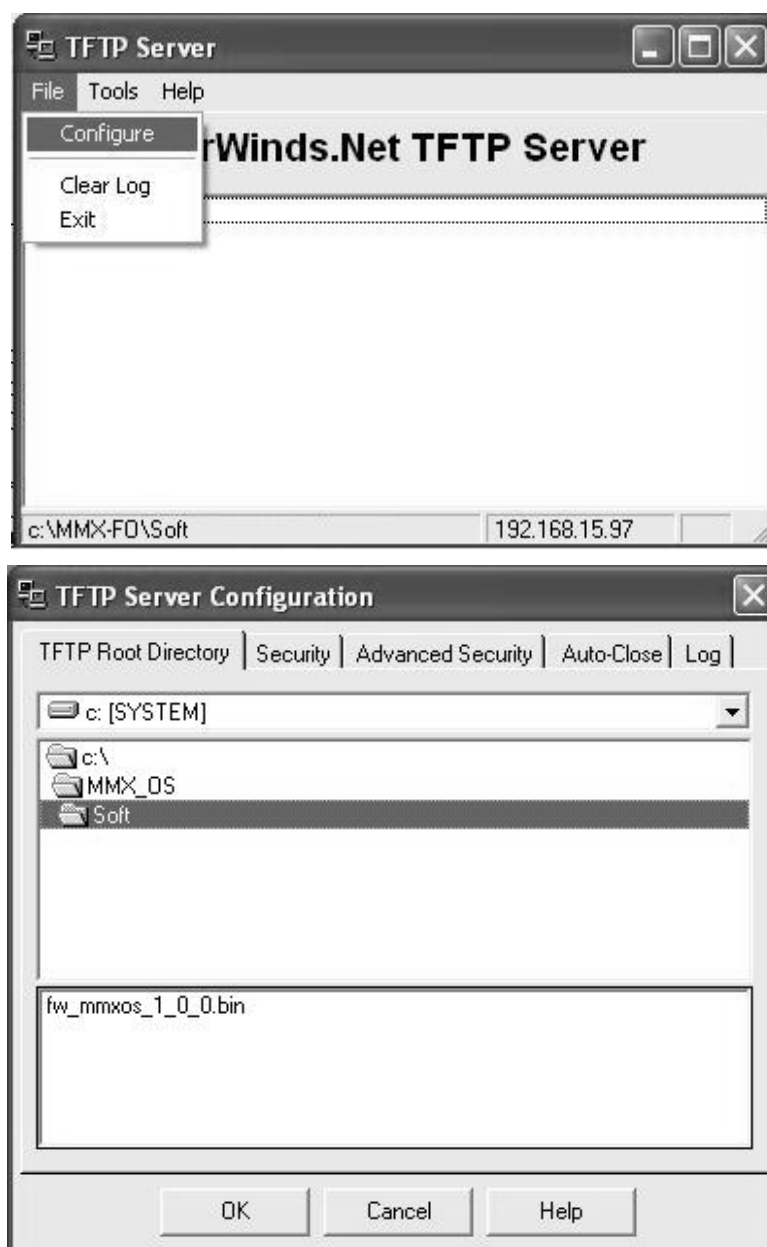 TFTP Server
File Tools Help
Configure
rWinds.Net TFTP Server
Clear Log
Exit
c:\MMX-FO\Soft 192.168.15.97
TFTP Server Configuration
TFTP Root Directory Security Advanced Security Auto-Close Log
c: [SYSTEM]
c:\
MMX_OS
Soft
fw_mmxos_1_0_0.bin
OK Cancel Help